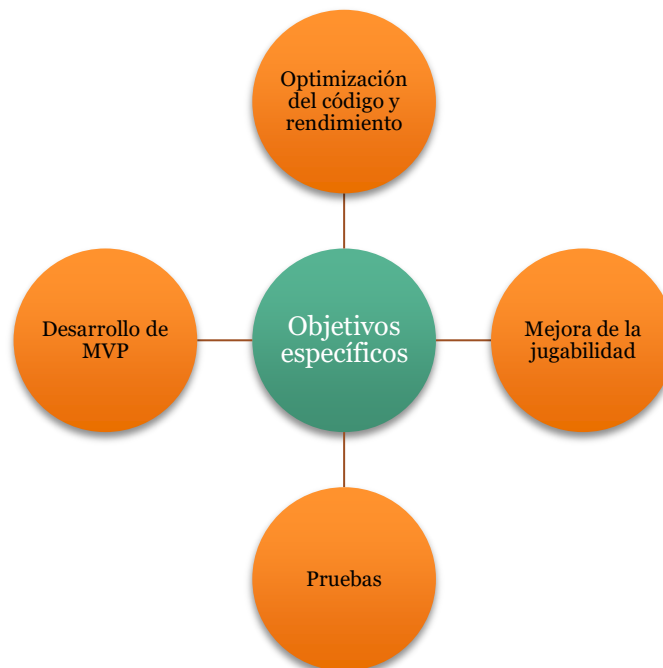 Optimización
del código y
rendimiento
Desarrollo de
MVP
Objetivos
específicos
Mejora de la
jugabilidad
Pruebas